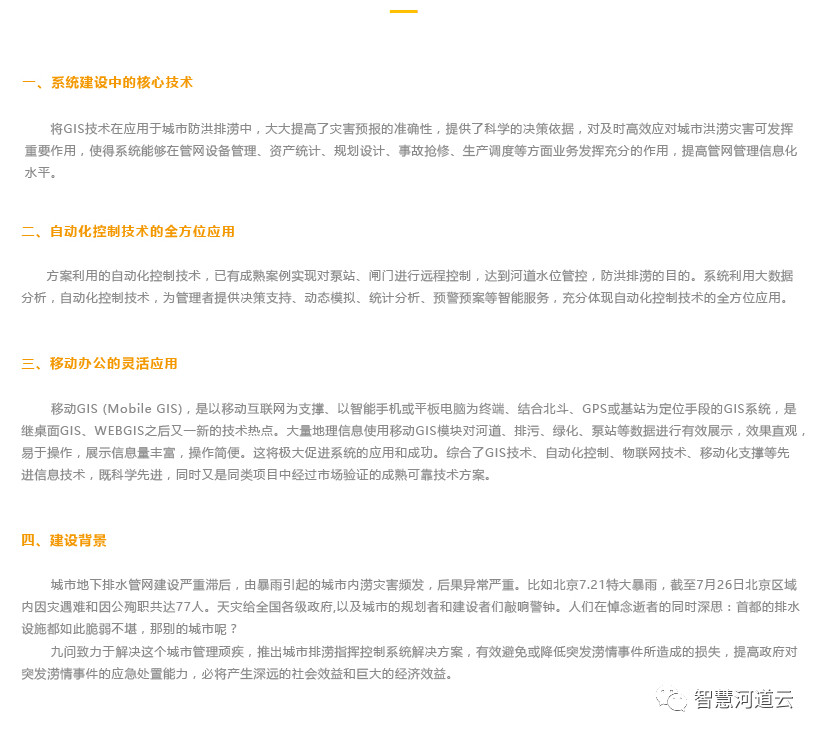 一、系统建设中的核心技术
将GIS技术在应用于城市防洪排涝中，大大提高了灾害预报的准确性，提供了科学的决策依据，对及时高效应对城市洪涝灾害可发挥
重要作用，使得系统能够在管网设备管理、资产统计、规划设计、事故抢修、生产调度等方面业务发挥充分的作用，提高管网管理信息化
水平。
二、自动化控制技术的全方位应用
方案利用的自动化控制技术，已有成熟案例实现对泵站、闸门进行远程控制，达到河道水位管控，防洪排涝的目的。系统利用大数据
分析，自动化控制技术，为管理者提供决策支持、动态模拟、统计分析、预警预案等智能服务，充分体现自动化控制技术的全方位应用。
三、移动办公的灵活应用
移动GIS (Mobile GIS)，是以移动互联网为支撑、以智能手机或平板电脑为终端、结合北斗、GPS或基站为定位手段的GIS系统，是
继桌面GIS、WEBGIS之后又一新的技术热点。大量地理信息使用移动GIS模块对河道、排污、绿化、泵站等数据进行有效展示，效果直观，
易于操作，展示信息量丰富，操作简便。这将极大促进系统的应用和成功。综合了GIS技术、自动化控制、物联网技术、移动化支撑等先
进信息技术，既科学先进，同时又是同类项目中经过市场验证的成熟可靠技术方案。
四、建设背景
城市地下排水管网建设严重滞后，由暴雨引起的城市内涝灾害频发，后果异常严重。比如北京7.21特大暴雨，截至7月26日北京区域
内因灾遇难和因公殉职共达77人。天灾给全国各级政府,以及城市的规划者和建设者们敲响警钟。人们在悼念逝者的同时深思：首都的排水
设施都如此脆弱不堪，那别的城市呢？
九问致力于解决这个城市管理顽疾，推出城市排涝指挥控制系统解决方案，有效避免或降低突发涝情事件所造成的损失，提高政府对
突发涝情事件的应急处置能力，必将产生深远的社会效益和巨大的经济效益。
智慧河道云